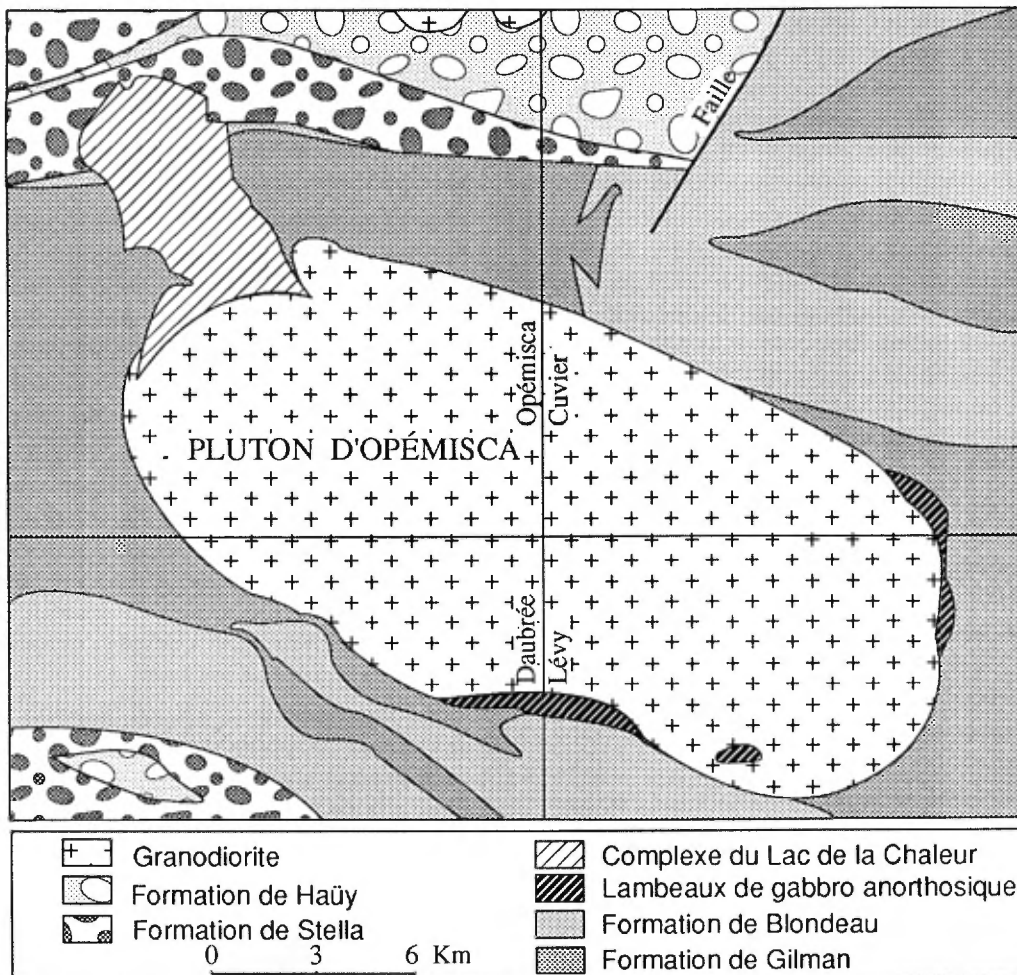 Faille
Opémisca
Cuvier
PLUTON D'OPÉMISCA
Daubrée
Lévy
Granodiorite
Formation de Haüy
Formation de Stella
0 3 6 Km
Complexe du Lac de la Chaleur
Lambeaux de gabbro anorthosique
Formation de Blondeau
Formation de Gilman